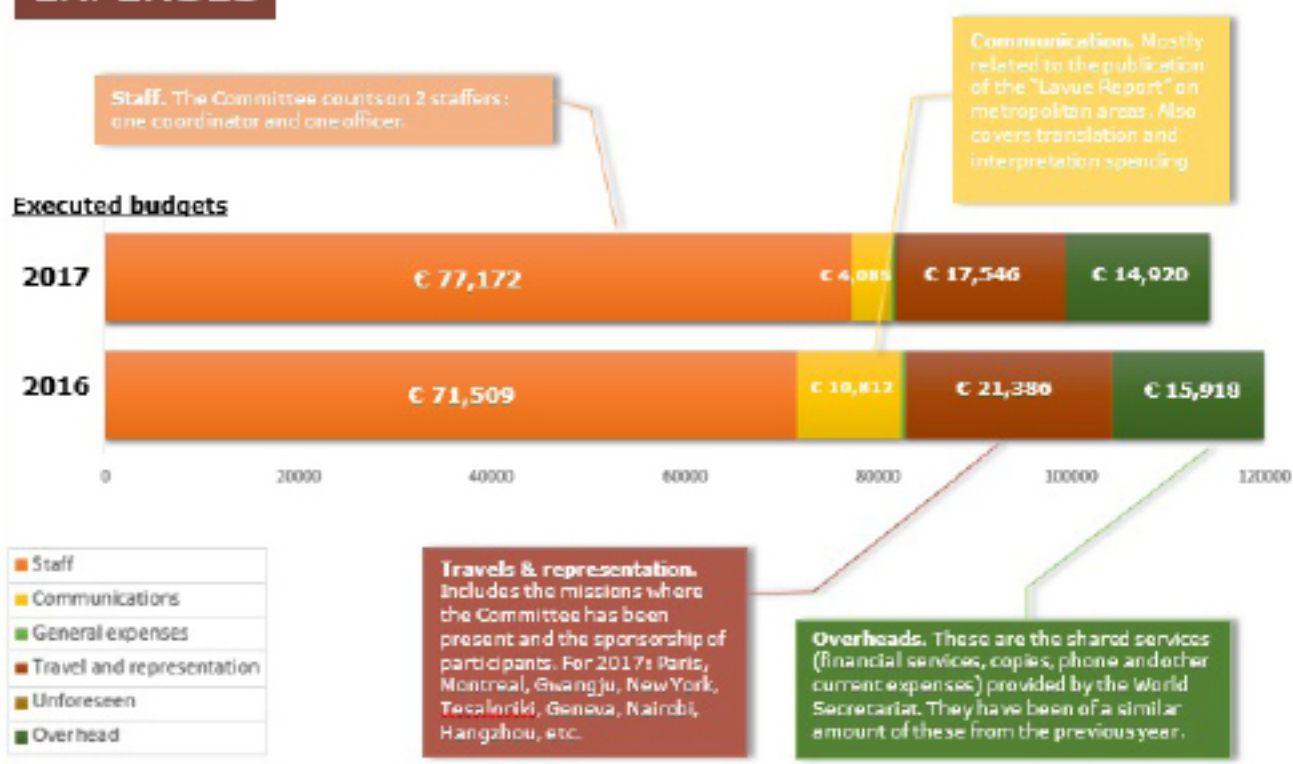 Staff. The Committee counts on 2 staffers:
one coordinator and one officer.
Communication. Mostly
related to the publication
of the "Lavue Report" on
metropolitan areas. Also
covers translation and
interpretation spending
Executed budgets
2017
€ 77,172
€ 4,085
€ 17,546
€ 14,920
2016
€ 71,509
€ 10,812
€ 21,386
€ 15,918
0
20000
40000
60000
80000
100000
120000
Staff
Communications
General expenses
Travel and representation
Unforeseen
Overhead
Travels & representation.
Includes the missions where
the Committee has been
present and the sponsorship of
participants. For 2017: Paris,
Montreal, Gwangju, New York,
Tesaloniki, Geneva, Nairobi,
Hangzhou, etc.
Overheads. These are the shared services
(financial services, copies, phone and other
current expenses) provided by the World
Secretariat. They have been of a similar
amount of these from the previous year.